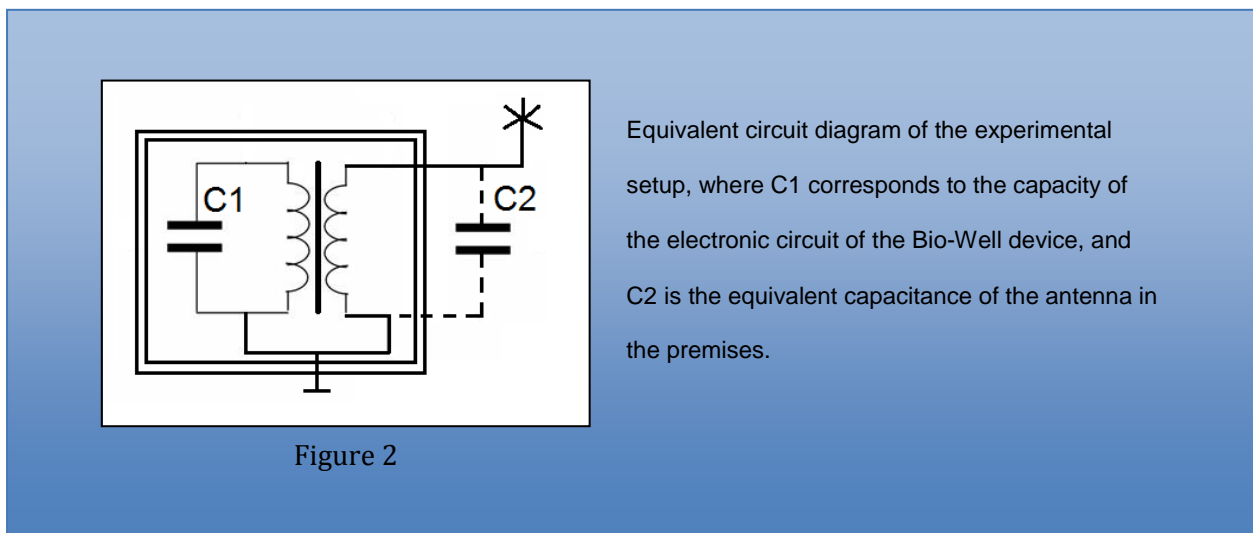 C1
C2
Equivalent circuit diagram of the experimental
setup, where C1 corresponds to the capacity of
the electronic circuit of the Bio-Well device, and
C2 is the equivalent capacitance of the antenna in
the premises.
Figure 2